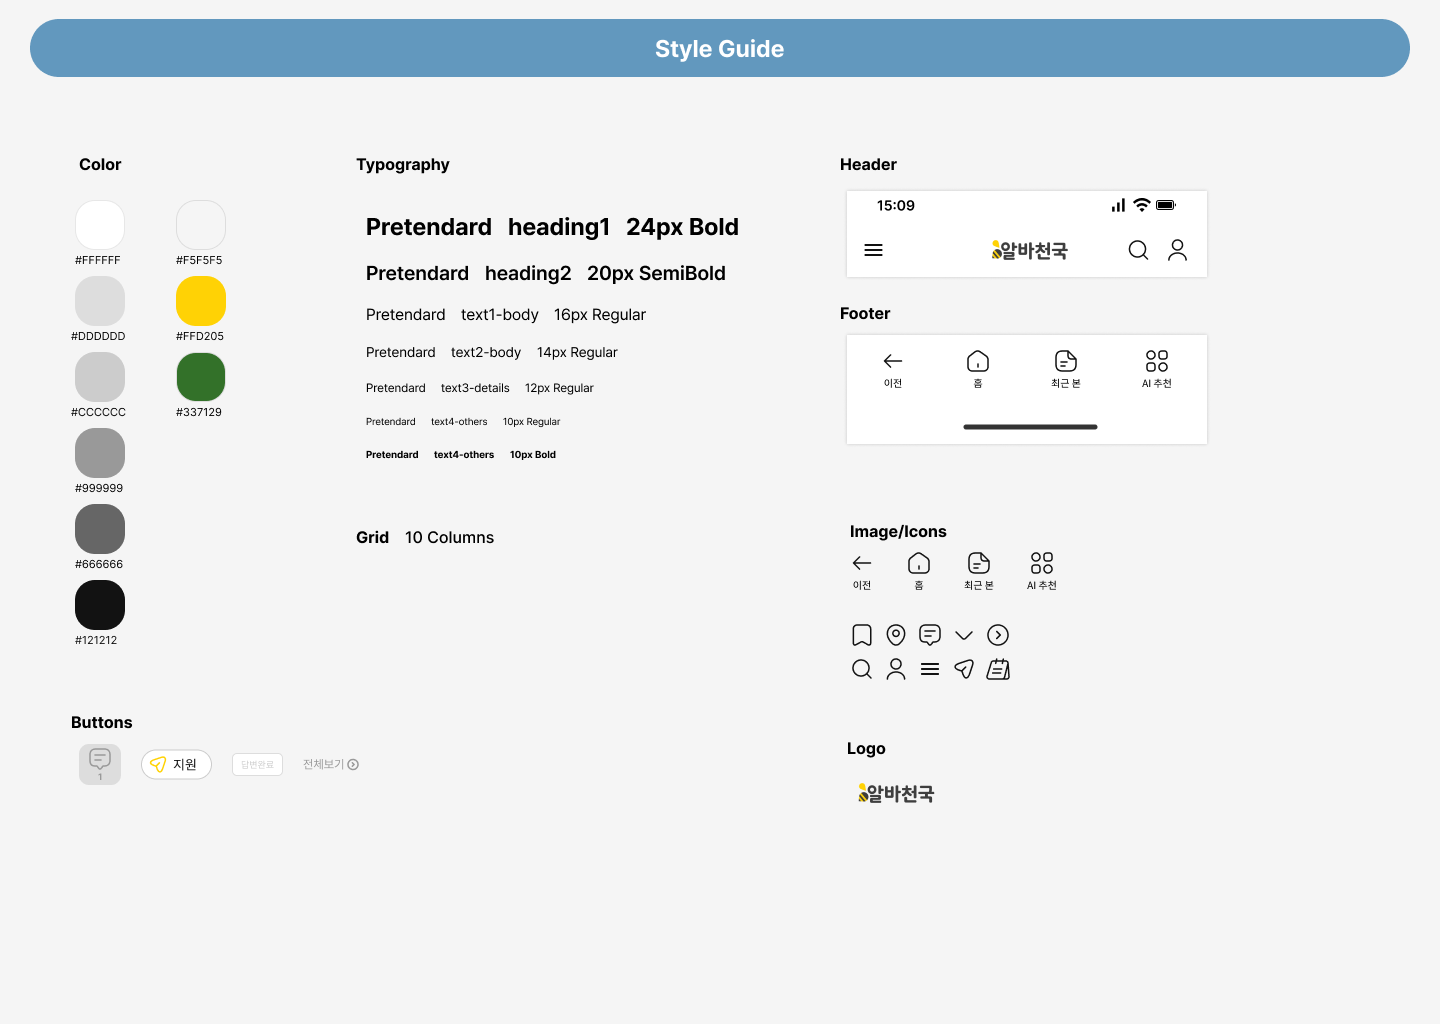 Style Guide
Color
#FFFFFF
#F5F5F5
#DDDDDD
#FFD205
#CCCCCC
#337129
#999999
#666666
#121212
Typography
Pretendard heading1 24px Bold
Pretendard heading2 20px SemiBold
Pretendard text1-body 16px Regular
Pretendard text2-body 14px Regular
Pretendard text3-details 12px Regular
Pretendard text4-others 10px Regular
Pretendard text4-others 10px Bold
Grid 10 Columns
Header
15:09
알바천국
Footer
이전 홈 최근 본 AI 추천
Image/Icons
이전 홈 최근 본 AI 추천
Buttons
1
지원
답변완료
전체보기
Logo
알바천국